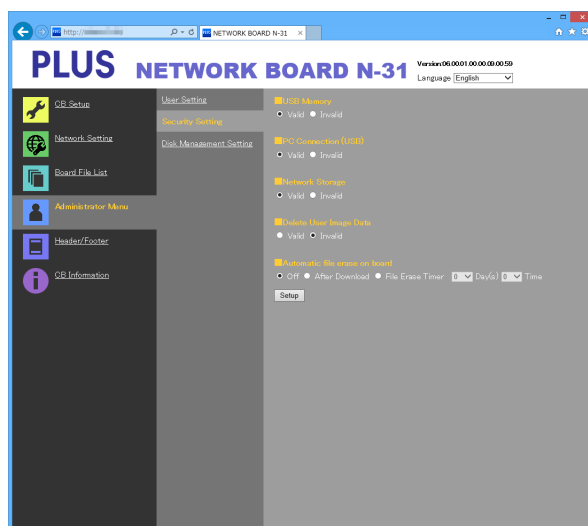 http://
NETWORK BOARD N-31
PLUS
NETWORK BOARD N-31
Version:06.00.01.00.00.09.00.59
Language English
CB Setup
Network Setting
Board File List
Administrator Menu
Header/Footer
CB Information
User Setting
Security Setting
Disk Management Setting
USB Memory
Valid Invalid
PC Connection (USB)
Valid Invalid
Network Storage
Valid Invalid
Delete User Image Data
Valid Invalid
Automatic file erase on board
Off After Download File Erase Timer 0 Day(s) 0 Time
Setup